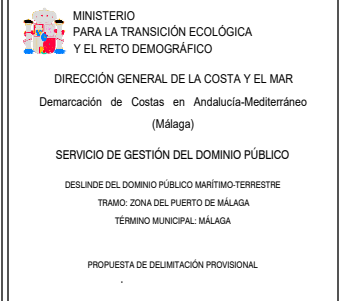 MINISTERIO
PARA LA TRANSICIÓN ECOLÓGICA
Y EL RETO DEMOGRÁFICO
DIRECCIÓN GENERAL DE LA COSTA Y EL MAR
Demarcación de Costas en Andalucía-Mediterráneo
(Málaga)
SERVICIO DE GESTIÓN DEL DOMINIO PÚBLICO
DESLINDE DEL DOMINIO PÚBLICO MARÍTIMO-TERRESTRE
TRAMO: ZONA DEL PUERTO DE MÁLAGA
TÉRMINO MUNICIPAL: MÁLAGA
PROPUESTA DE DELIMITACIÓN PROVISIONAL